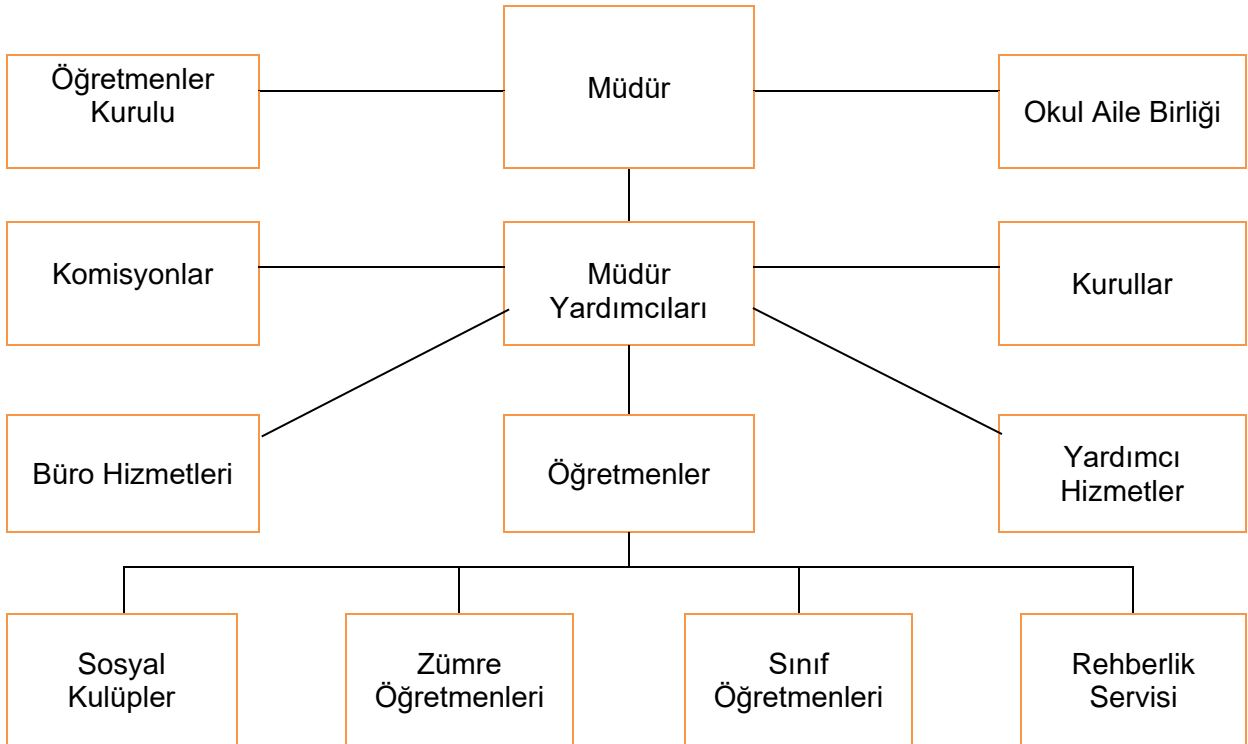 Öğretmenler
Kurulu
Müdür
Okul Aile Birliği
Komisyonlar
Müdür
Yardımcıları
Kurullar
Büro Hizmetleri
Öğretmenler
Yardımcı
Hizmetler
Sosyal
Kulüpler
Zümre
Öğretmenleri
Sınıf
Öğretmenleri
Rehberlik
Servisi